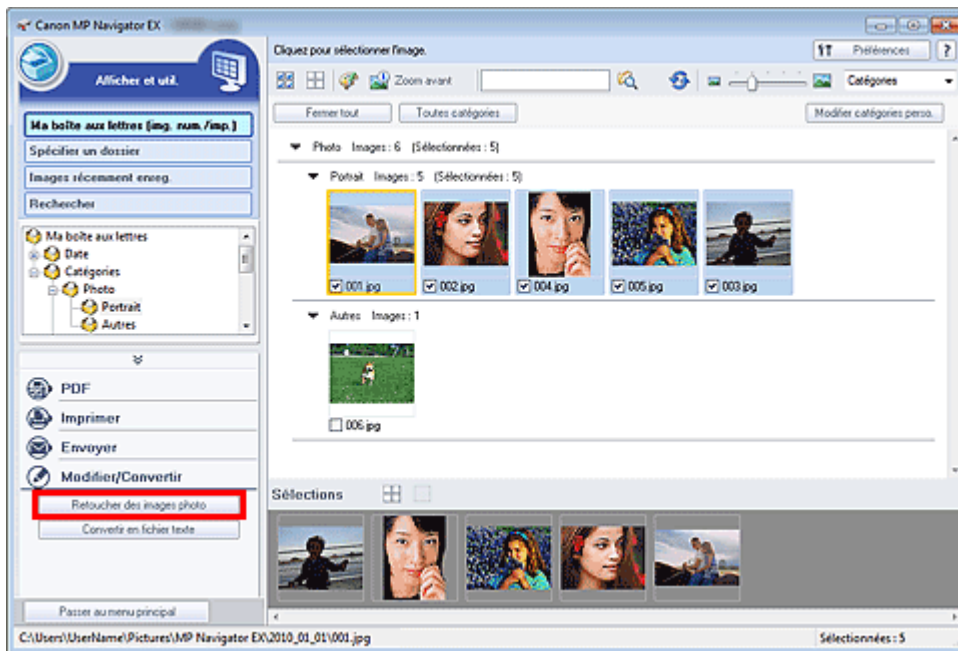 Canon MP Navigator EX
Afficher et util.
Ma boîte aux lettres (img. num./imp.)
Spécifier un dossier
Images récemment enreg.
Rechercher
Ma boîte aux lettres
Date
Catégories
Photo
Portrait
Autres
PDF
Imprimer
Envoyer
Modifier/Convertir
Retoucher des images photo
Convertir en fichier texte
Passer au menu principal
Cliquez pour sélectionner l'image.
Préférences ?
Zoom avant
Catégories
Fermer tout Toutes catégories Modifier catégories perso.
Photo Images : 6 (Sélectionnées : 5)
Portrait Images : 5 (Sélectionnées : 5)
001.jpg 002.jpg 004.jpg 005.jpg 003.jpg
Autres Images : 1
006.jpg
Sélections
C:\Users\UserName\Pictures\MP Navigator EX\2010_01_01\001.jpg Sélectionnées : 5